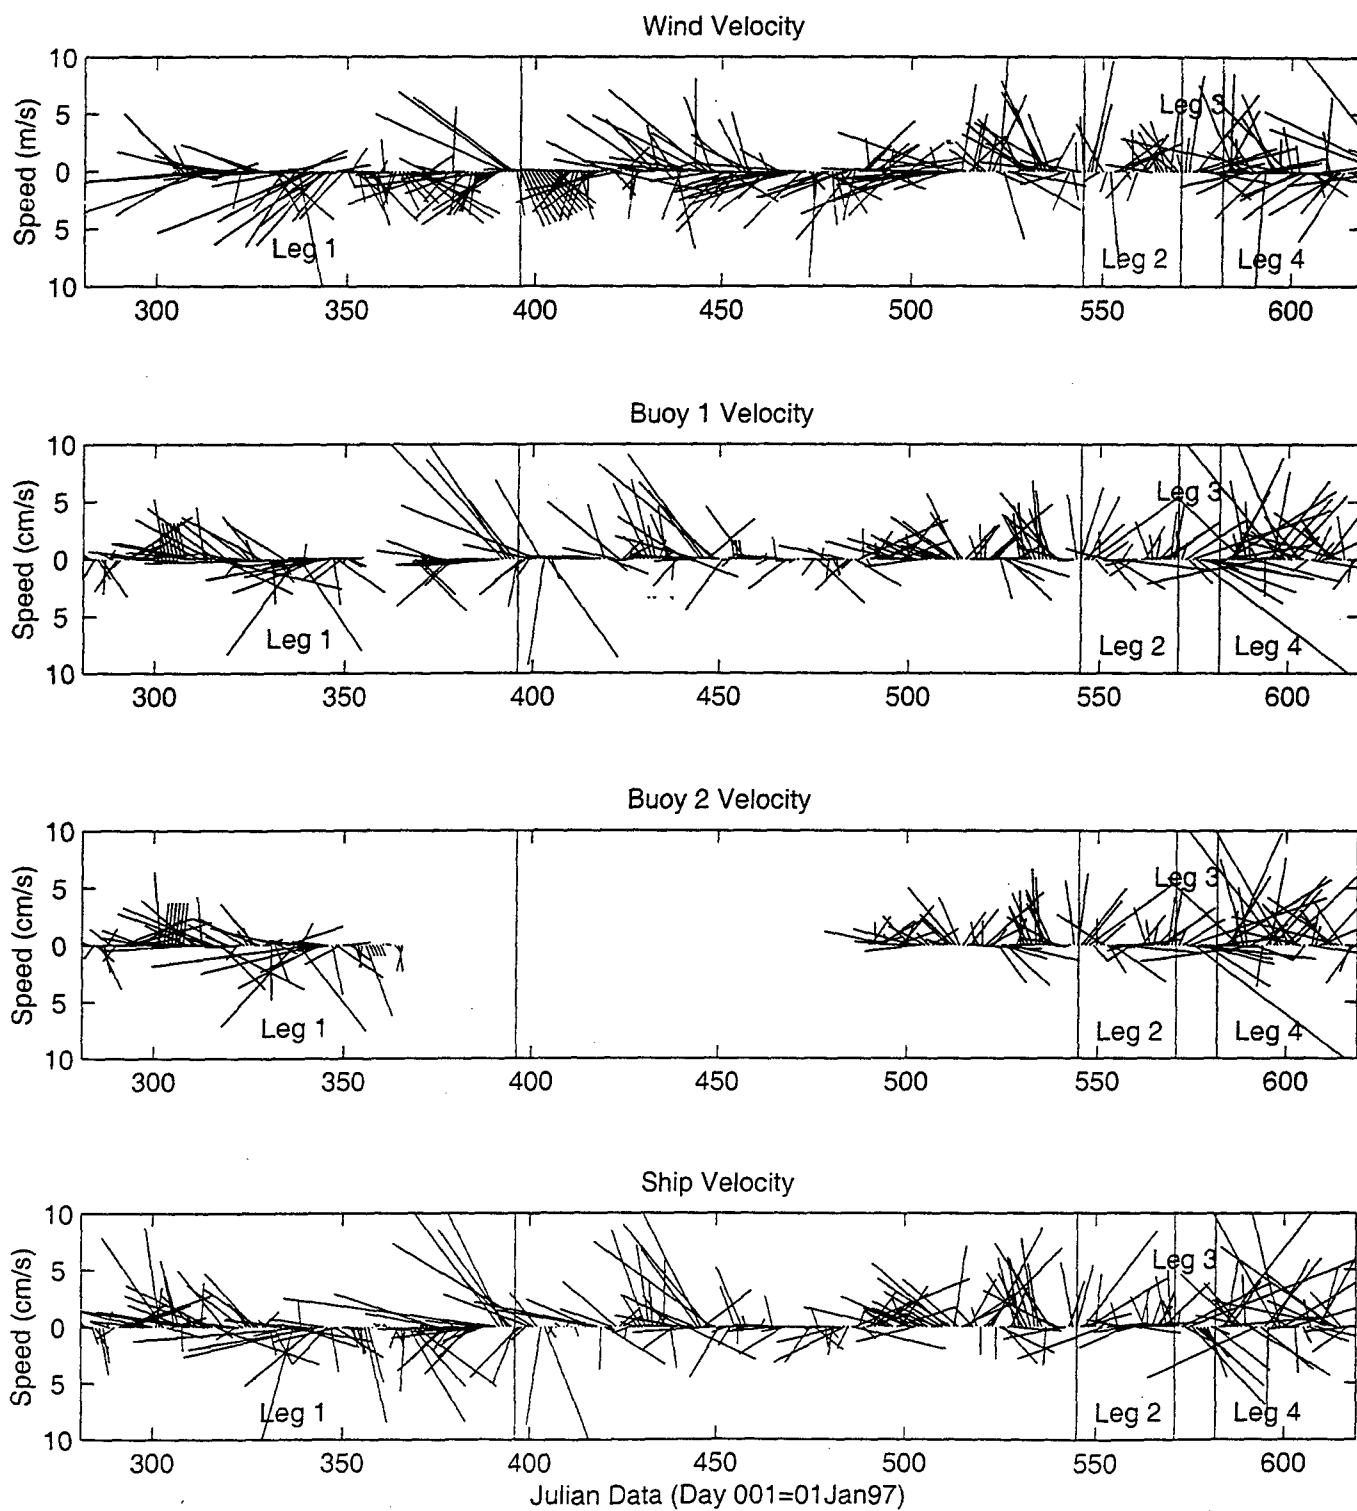 Wind Velocity
10
5
0
5
10
Speed (m/s)
Leg 1
Leg 2
Leg 3
Leg 4
300 350 400 450 500 550 600
Buoy 1 Velocity
10
5
0
5
10
Speed (cm/s)
Leg 1
Leg 2
Leg 3
Leg 4
300 350 400 450 500 550 600
Buoy 2 Velocity
10
5
0
5
10
Speed (cm/s)
Leg 1
Leg 2
Leg 3
Leg 4
300 350 400 450 500 550 600
Ship Velocity
10
5
0
5
10
Speed (cm/s)
Leg 1
Leg 2
Leg 3
Leg 4
300 350 400 450 500 550 600
Julian Data (Day 001=01Jan97)